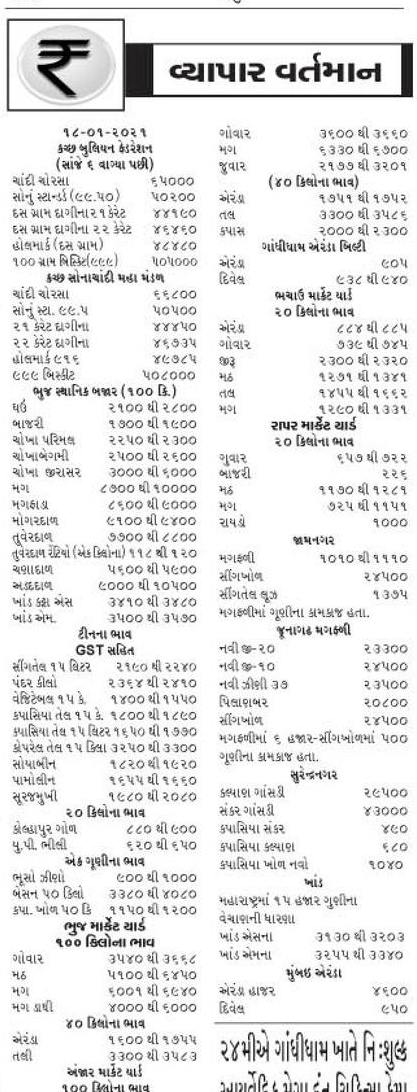 ₹
વ્યાપાર વર્તમાન
૧૮-૦૧-૨૦૨૧
કચ્છ બુલિયન ફેડરેશન
(સાંજે ૬ વાગ્યા પછી)
ચાંદી ચોરસા ૬૫૦૦૦
સોનું સ્ટાન્ડર્ડ (૯૯.૫૦) ૫૦૨૦૦
દસ ગ્રામ દાગીના૨૧ કેરેટ ૪૪૧૯૦
દસ ગ્રામ દાગીના ૨૨ કેરેટ ૪૬૪૬૦
હોલમાર્ક (દસ ગ્રામ) ૪૮૪૮૦
૧૦૦ ગ્રામ બિસ્કિટ(૯૯૯) ૫૦૫૦૦૦
કચ્છ સોનાચાંદી મહા મંડળ
ચાંદી ચોરસા ૬૬૮૦૦
સોનું સ્ટા. ૯૯.૫ ૫૦૫૦૦
૨૧ કેરેટ દાગીના ૪૪૪૫૦
૨૨ કેરેટ દાગીના ૪૬૭૩૫
હોલમાર્ક ૯૧૬ ૪૯૭૮૫
૯૯૯ બિસ્કીટ ૫૦૮૦૦૦
ભુજ સ્થાનિક બજાર (૧૦૦ કિ.)
ઘઉં ૨૧૦૦ થી ૨૮૦૦
બાજરી ૧૭૦૦ થી ૧૯૦૦
ચોખા પરિમલ ૨૨૫૦ થી ૨૩૦૦
ચોખાબેગમી ૨૫૦૦ થી ૨૬૦૦
ચોખા જીરાસર ૩૦૦૦ થી ૬૦૦૦
મગ ૮૭૦૦ થી ૧૦૦૦૦
મગફાડા ૮૬૦૦ થી ૯૦૦૦
મોગરદાળ ૯૧૦૦ થી ૯૪૦૦
તુવેરદાળ ૭૭૦૦ થી ૮૮૦૦
તુવેરદાળ રેંટિયો (એક કિલોના) ૧૧૮ થી ૧૨૦
ચણાદાળ ૫૬૦૦ થી ૫૯૦૦
અડદદાળ ૯૦૦૦ થી ૧૦૫૦૦
ખાંડ કટ્ટા એસ ૩૪૧૦ થી ૩૪૮૦
ખાંડ એમ. ૩૫૦૦ થી ૩૫૭૦
ટીનના ભાવ
GST સહિત
સીંગતેલ ૧૫ લિટર ૨૧૯૦ થી ૨૨૪૦
પંદર કીલો ૨૩૬૪ થી ૨૪૧૦
વેજિટેબલ ૧૫ કે. ૧૪૦૦ થી ૧૫૫૦
કપાસિયા તેલ ૧૫ કે. ૧૮૦૦ થી ૧૮૯૦
કપાસિયા તેલ ૧૫ લિટર ૧૬૫૦ થી ૧૭૭૦
કોપરેલ તેલ ૧૫ કિલા ૩૨૫૦ થી ૩૩૦૦
સોયાબીન ૧૮૨૦ થી ૧૯૨૦
પામોલીન ૧૬૫૫ થી ૧૬૬૦
સૂરજમુખી ૧૯૮૦ થી ૨૦૮૦
૨૦ કિલોના ભાવ
કોલ્હાપુર ગોળ ૮૮૦ થી ૯૦૦
યુ.પી. ભીલી ૬૨૦ થી ૬૫૦
એક ગૂણીના ભાવ
ભૂસો ઝીણો ૯૦૦ થી ૧૦૦૦
બેસન ૫૦ કિલો ૩૩૮૦ થી ૪૦૮૦
કપા. ખોળ ૫૦ કિ ૧૧૫૦ થી ૧૨૦૦
ભુજ માર્કેટ યાર્ડ
૧૦૦ કિલોના ભાવ
ગોવાર ૩૫૪૦ થી ૩૬૬૮
મઠ ૫૧૦૦ થી ૬૪૫૦
મગ ૬૦૦૧ થી ૬૯૪૦
મગ ડાથી ૪૦૦૦ થી ૬૦૦૦
૪૦ કિલોના ભાવ
એરંડા ૧૬૦૦ થી ૧૭૫૫
તલી ૩૩૦૦ થી ૩૫૮૩
અંજાર માર્કેટ યાર્ડ
૧૦૦ કિલોના ભાવ
ગોવાર ૩૬૦૦ થી ૩૬૬૦
મગ ૬૩૩૦ થી ૬૭૦૦
જુવાર ૨૧૭૭ થી ૩૨૦૧
(૪૦ કિલોના ભાવ)
એરંડા ૧૭૫૧ થી ૧૭૫૨
તલ ૩૩૦૦ થી ૩૫૮૬
કપાસ ૨૦૦૦ થી ૨૩૦૦
ગાંધીધામ એરંડા બિલ્ટી
એરંડા ૯૦૫
દિવેલ ૯૩૮ થી ૯૪૦
ભચાઉ માર્કેટ યાર્ડ
૨૦ કિલોના ભાવ
એરંડા ૮૮૪ થી ૮૮૫
ગોવાર ૭૩૯ થી ૭૪૫
જીરૂ ૨૩૦૦ થી ૨૩૨૦
મઠ ૧૨૭૧ થી ૧૩૪૧
તલ ૧૪૫૫ થી ૧૬૬૨
મગ ૧૨૯૦ થી ૧૩૩૧
રાપર માર્કેટ યાર્ડ
૨૦ કિલોના ભાવ
ગુવાર ૬૫૭ થી ૭૨૨
બાજરી ૨૨૬
મઠ ૧૧૭૦ થી ૧૨૮૧
મગ ૭૨૫ થી ૧૧૫૧
રાયડો ૧૦૦૦
જામનગર
મગફળી ૧૦૧૦ થી ૧૧૧૦
સીંગખોળ ૨૪૫૦૦
સીંગતેલ લૂઝ ૧૩૭૫
મગફળીમાં ગૂણીના કામકાજ હતા.
જૂનાગઢ મગફળી
નવી જી-૨૦ ૨૩૩૦૦
નવી જી-૧૦ ૨૪૫૦૦
નવી ઝીણી ૩૭ ૨૩૫૦૦
પિલાણબર ૨૦૮૦૦
સીંગખોળ ૨૪૫૦૦
મગફળીમાં ૬ હજાર-સીંગખોળમાં ૫૦૦
ગૂણીના કામકાજ હતા.
સુરેન્દ્રનગર
કલ્યાણ ગાંસડી ૨૯૫૦૦
સંકર ગાંસડી ૪૩૦૦૦
કપાસિયા સંકર ૪૯૦
કપાસિયા કલ્યાણ ૬૮૦
કપાસિયા ખોળ નવો ૧૦૪૦
ખાંડ
મહારાષ્ટ્રમાં ૧૫ હજાર ગુણીના
વેચાણની ધારણા
ખાંડ એસના ૩૧૩૦ થી ૩૨૦૩
ખાંડ એમના ૩૨૫૫ થી ૩૩૪૦
મુંબઇ એરંડા
એરંડા હાજર ૪૬૦૦
દિવેલ ૯૫૦
૨૪મીએ ગાંધીધામ ખાતે નિઃશુલ્ક